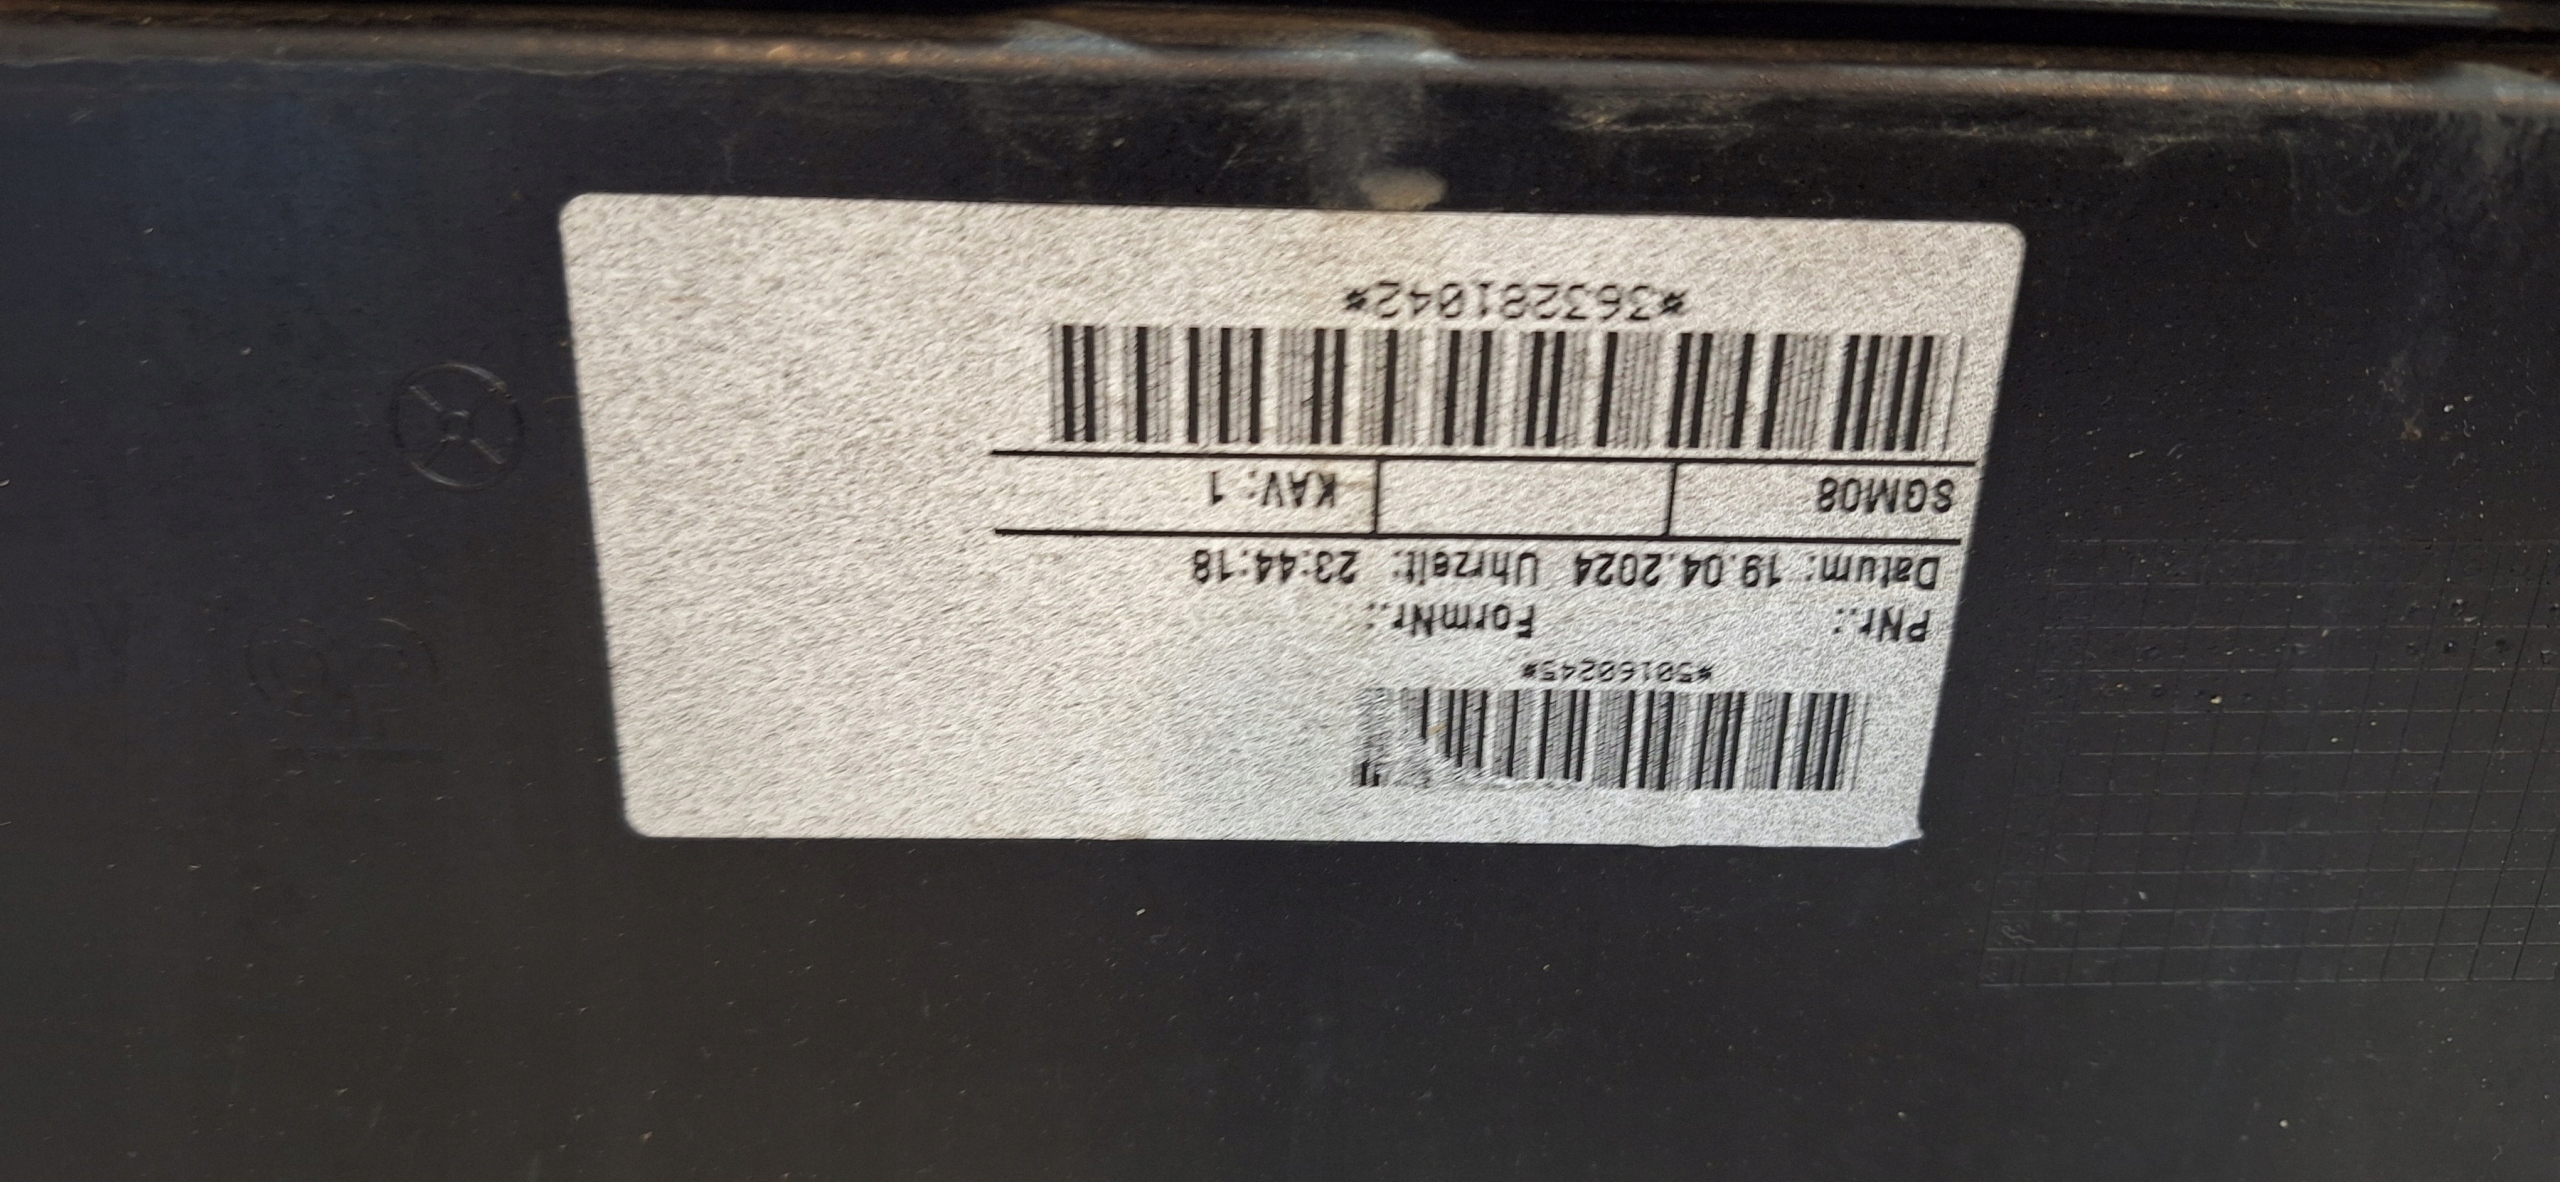 *50160245*
PNr.: FormNr.:
Datum: 19.04.2024 Uhrzeit: 23:44:18
SGM08 KAV: 1
*363281042*